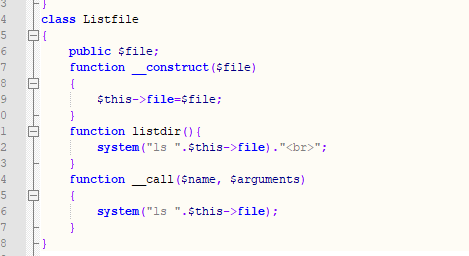 3 }
4 class Listfile
5 {
6 public $file;
7 function __construct($file)
8 {
9 $this->file=$file;
0 }
1 function listdir(){
2 system("ls ".$this->file)."<br>";
3 }
4 function __call($name, $arguments)
5 {
6 system("ls ".$this->file);
7 }
8 }